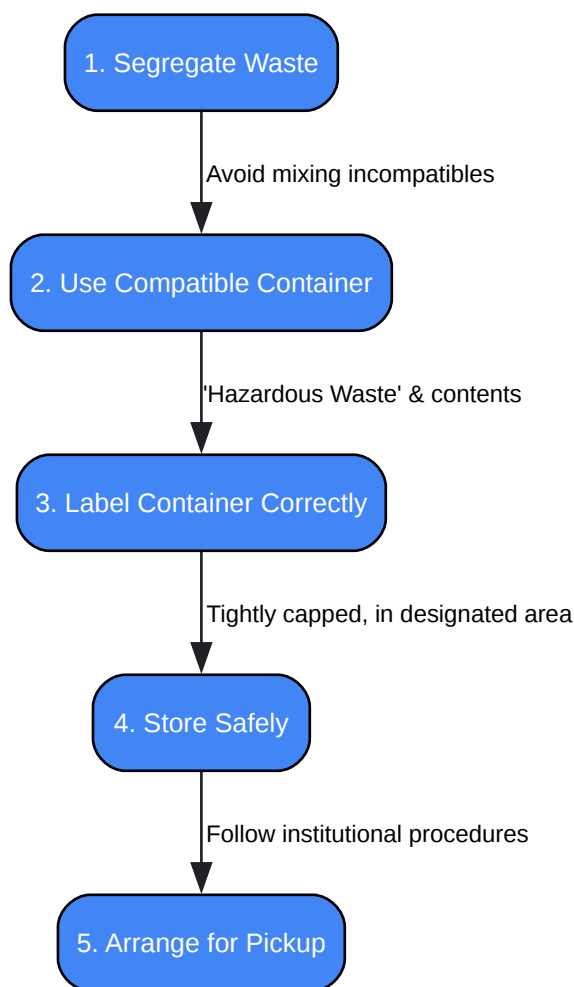 1. Segregate Waste
Avoid mixing incompatibles
2. Use Compatible Container
'Hazardous Waste' & contents
3. Label Container Correctly
Tightly capped, in designated area
4. Store Safely
Follow institutional procedures
5. Arrange for Pickup